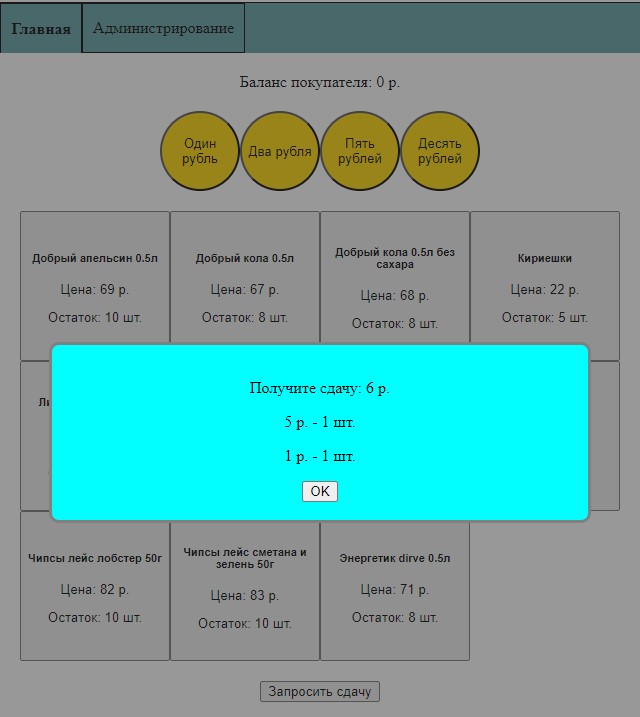 Главная Администрирование
Баланс покупателя: 0 р.
Один рубль
Два рубля
Пять рублей
Десять рублей
Добрый апельсин 0.5л
Цена: 69 р.
Остаток: 10 шт.
Добрый кола 0.5л
Цена: 67 р.
Остаток: 8 шт.
Добрый кола 0.5л без
сахара
Цена: 68 р.
Остаток: 8 шт.
Кириешки
Цена: 22 р.
Остаток: 5 шт.
Получите сдачу: 6 р.
5 р. - 1 шт.
1 р. - 1 шт.
OK
Чипсы лейс лобстер 50г
Цена: 82 р.
Остаток: 10 шт.
Чипсы лейс сметана и
зелень 50г
Цена: 83 р.
Остаток: 10 шт.
Энергетик dirve 0.5л
Цена: 71 р.
Остаток: 8 шт.
Запросить сдачу